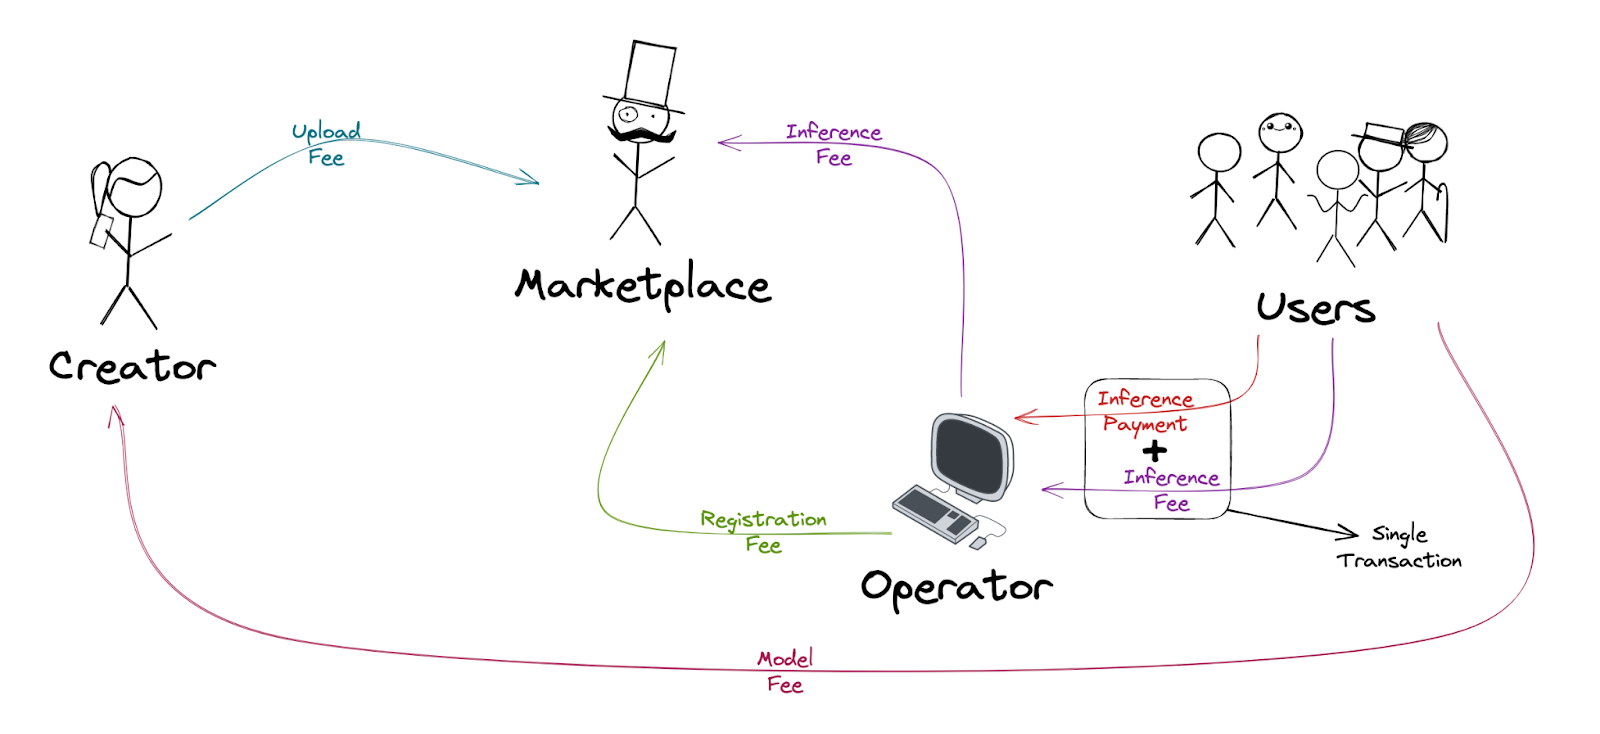 Upload
Fee
Inference
Fee
Marketplace
Users
Creator
Inference
Payment
+
Inference
Fee
Registration
Fee
Single
Transaction
Operator
Model
Fee